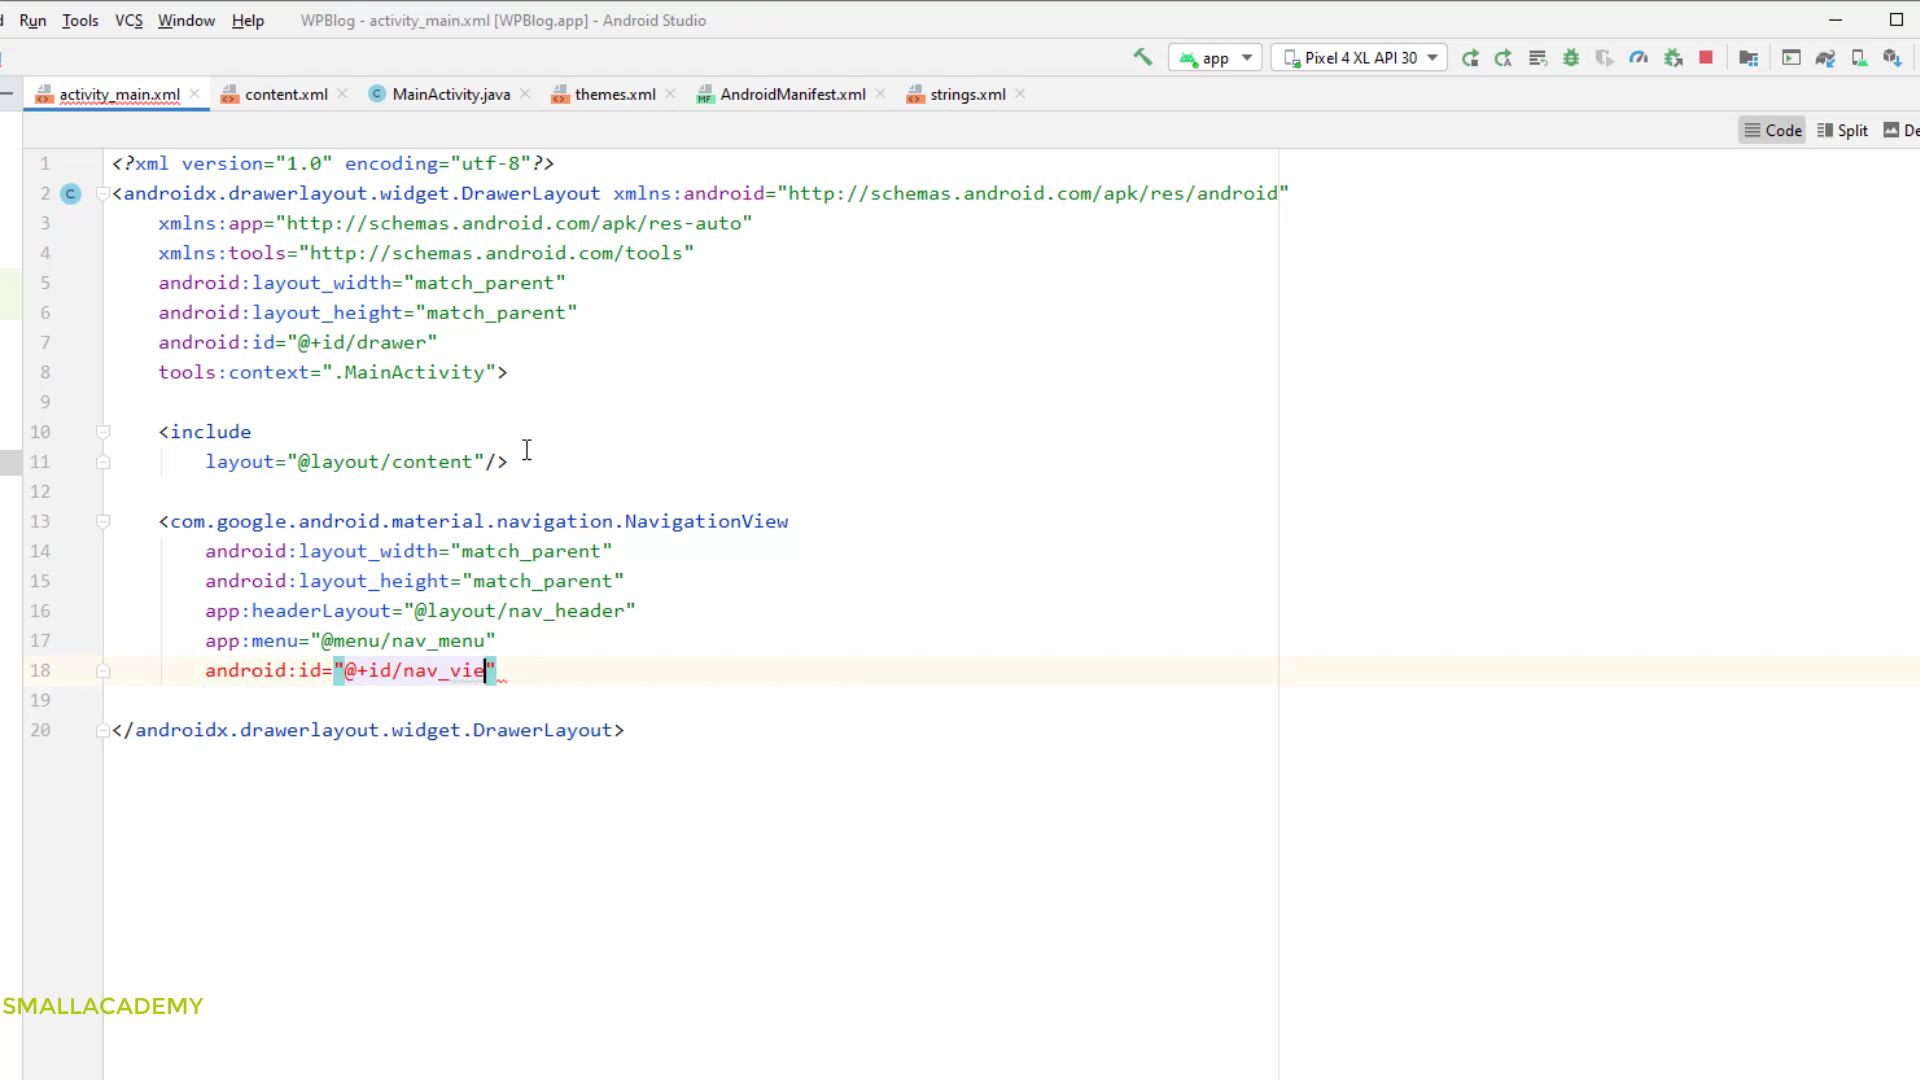 Run Tools VCS Window Help WPBlog - activity_main.xml [WPBlog.app] - Android Studio
app Pixel 4 XL API 30
activity_main.xml content.xml MainActivity.java themes.xml AndroidManifest.xml strings.xml
Code Split De
1 <?xml version="1.0" encoding="utf-8"?>
2 <androidx.drawerlayout.widget.DrawerLayout xmlns:android="http://schemas.android.com/apk/res/android"
3 xmlns:app="http://schemas.android.com/apk/res-auto"
4 xmlns:tools="http://schemas.android.com/tools"
5 android:layout_width="match_parent"
6 android:layout_height="match_parent"
7 android:id="@+id/drawer"
8 tools:context=".MainActivity">
9
10 <include
11 layout="@layout/content"/>
12
13 <com.google.android.material.navigation.NavigationView
14 android:layout_width="match_parent"
15 android:layout_height="match_parent"
16 app:headerLayout="@layout/nav_header"
17 app:menu="@menu/nav_menu"
18 android:id="@+id/nav_vie"
19
20 </androidx.drawerlayout.widget.DrawerLayout>
SMALLACADEMY